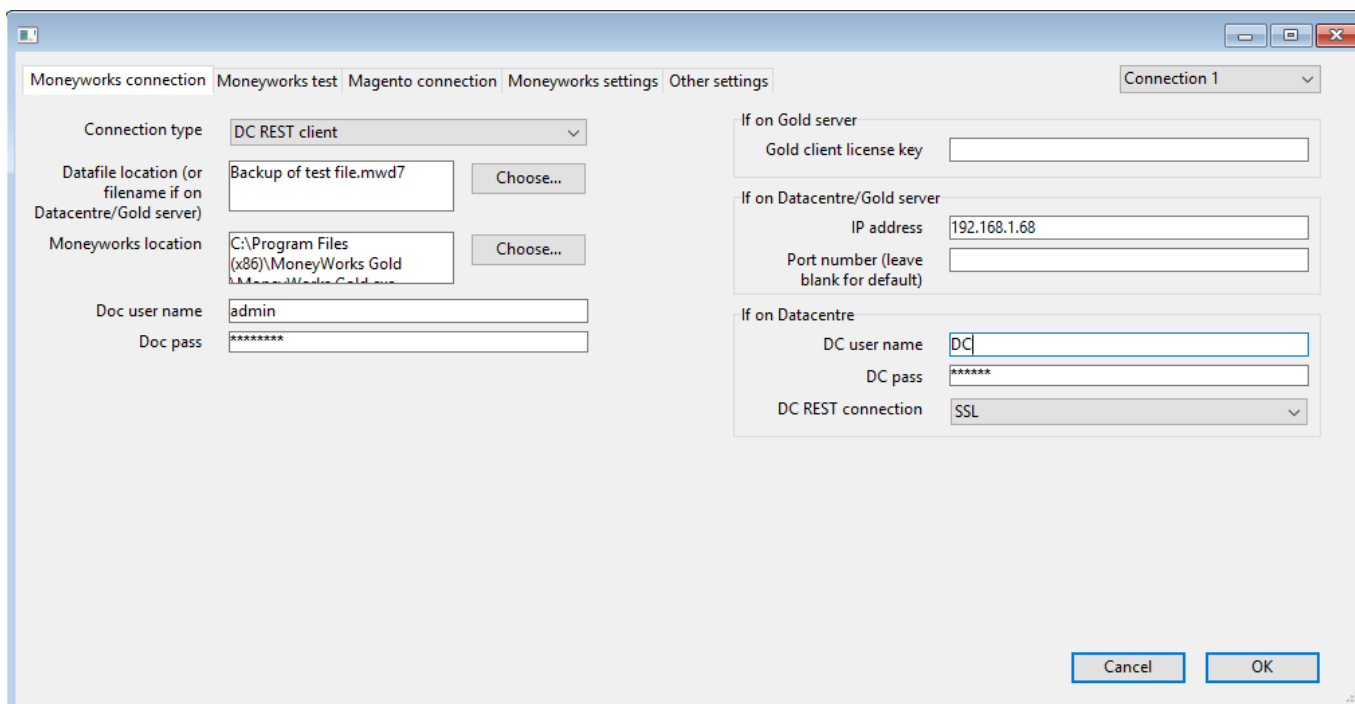 Moneyworks connection Moneyworks test Magento connection Moneyworks settings Other settings
Connection 1
Connection type
DC REST client
Datafile location (or
filename if on
Datacentre/Gold server)
Backup of test file.mwd7
Choose...
Moneyworks location
C:\Program Files
(x86)\MoneyWorks Gold
\MoneyWorks Gold.exe
Choose...
Doc user name
admin
Doc pass
********
If on Gold server
Gold client license key
If on Datacentre/Gold server
IP address
192.168.1.68
Port number (leave
blank for default)
If on Datacentre
DC user name
DC
DC pass
******
DC REST connection
SSL
Cancel
OK